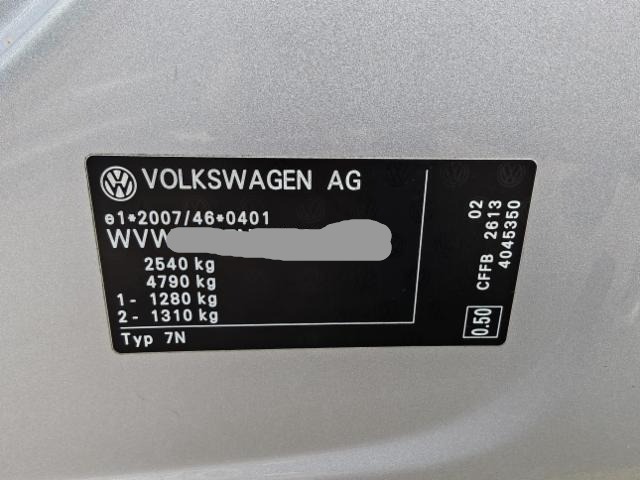 VOLKSWAGEN AG
e1*2007/46*0401
WVW
2540 kg
4790 kg
1- 1280 kg
2- 1310 kg
Typ 7N
02
CFFB 2613
4045350
0.50